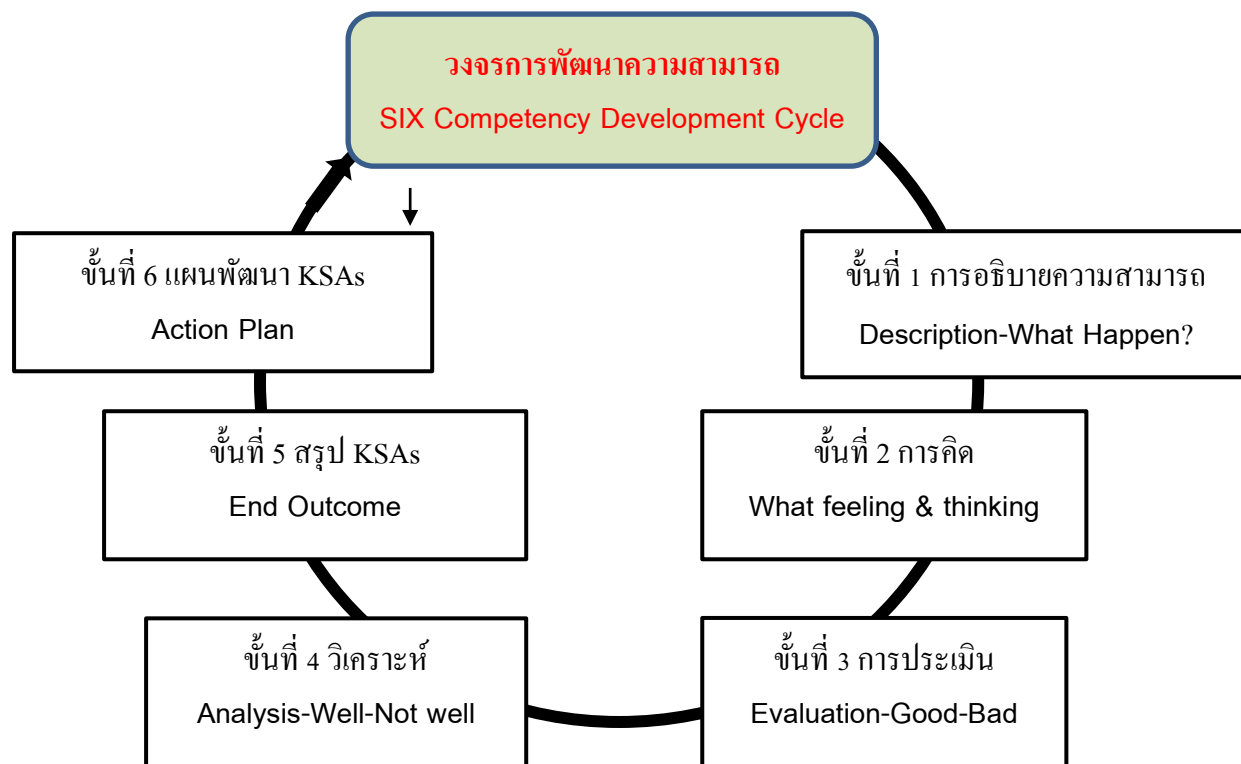 วงจรการพัฒนาความสามารถ
SIX Competency Development Cycle
ขั้นที่ 1 การอธิบายความสามารถ
Description-What Happen?
ขั้นที่ 2 การคิด
What feeling & thinking
ขั้นที่ 3 การประเมิน
Evaluation-Good-Bad
ขั้นที่ 4 วิเคราะห์
Analysis-Well-Not well
ขั้นที่ 5 สรุป KSAs
End Outcome
ขั้นที่ 6 แผนพัฒนา KSAs
Action Plan